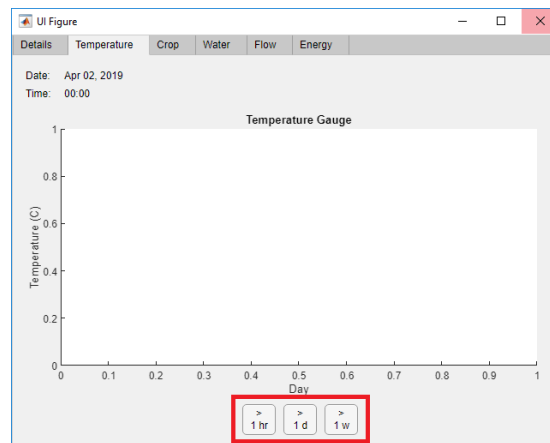 UI Figure
Details Temperature Crop Water Flow Energy
Date: Apr 02, 2019
Time: 00:00
Temperature Gauge
Temperature (C)
1
0.8
0.6
0.4
0.2
0
0 0.1 0.2 0.3 0.4 0.5 0.6 0.7 0.8 0.9 1
Day
> > >
1 hr 1 d 1 w